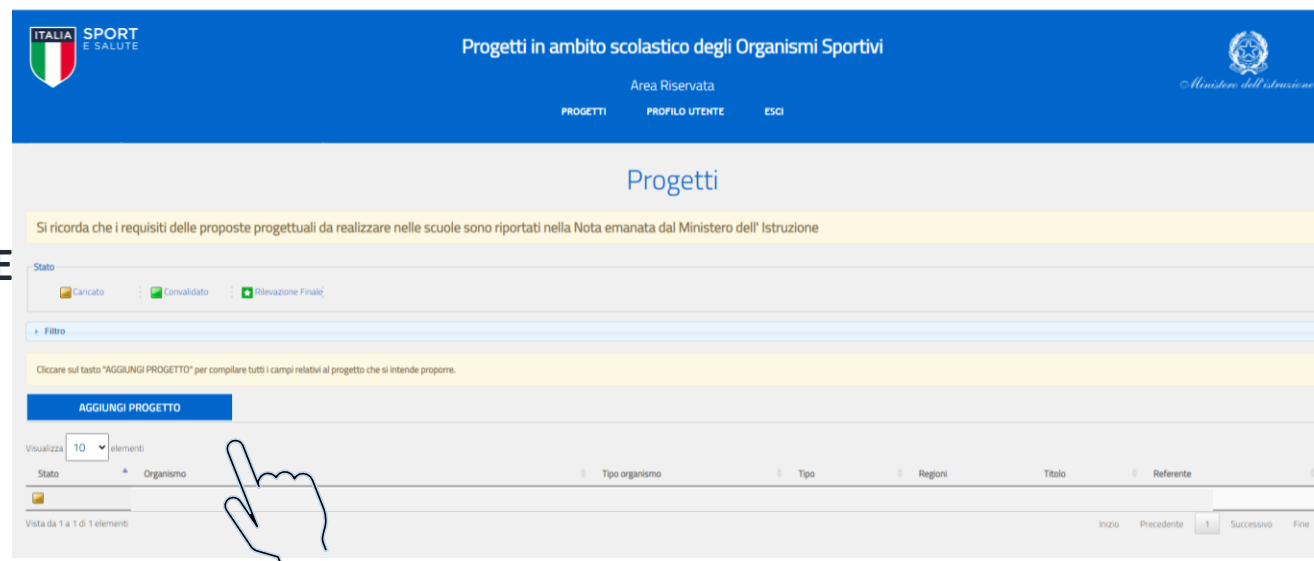 ITALIA SPORT
E SALUTE
Progetti in ambito scolastico degli Organismi Sportivi
Ministero dell'istruzione
Area Riservata
PROGETTI PROFILO UTENTE ESCI
Progetti
Si ricorda che i requisiti delle proposte progettuali da realizzare nelle scuole sono riportati nella Nota emanata dal Ministero dell' Istruzione
E
Stato
Caricato Convalidato Rilevazione Finale
Filtro
Cliccare sul tasto "AGGIUNGI PROGETTO" per compilare tutti i campi relativi al progetto che si intende proporre.
AGGIUNGI PROGETTO
Visualizza 10 elementi
Stato Organismo Tipo organismo Tipo Regioni Titolo Referente
Vista da 1 a 1 di 1 elementi
Inizio Precedente 1 Successivo Fine